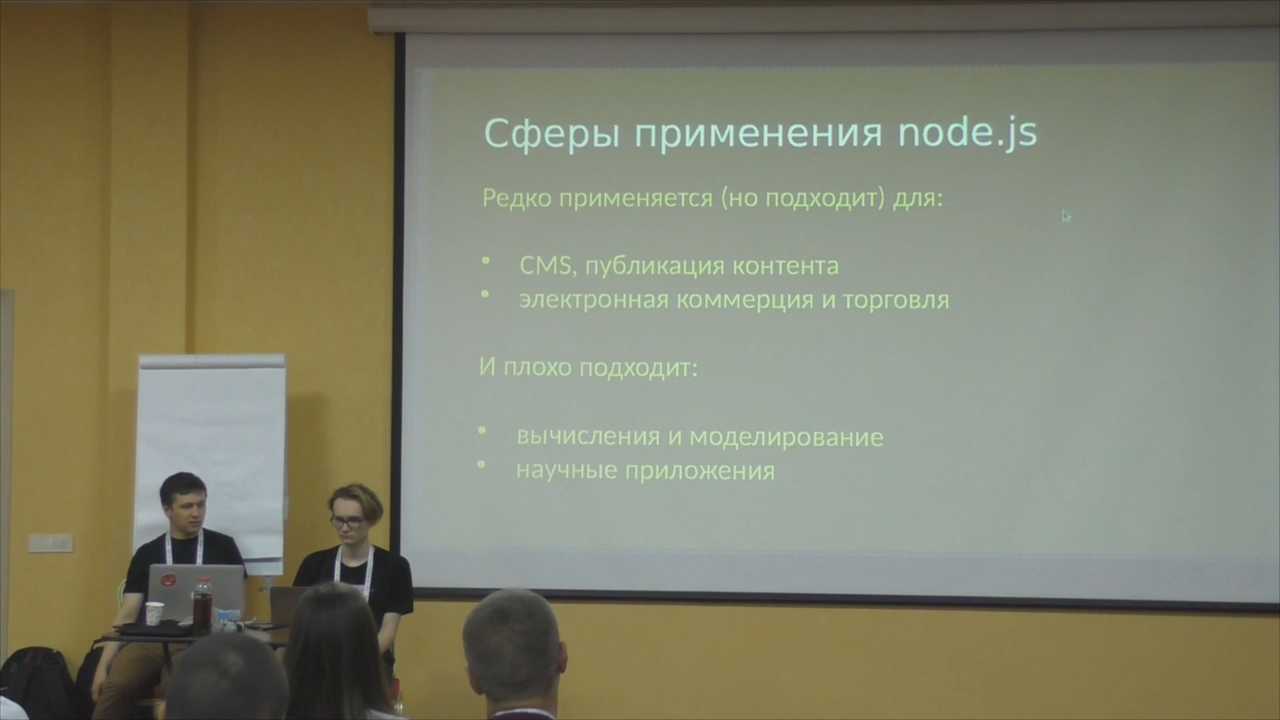 Сферы применения node.js
Редко применяется (но подходит) для:
• CMS, публикация контента
• электронная коммерция и торговля
И плохо подходит:
• вычисления и моделирование
• научные приложения